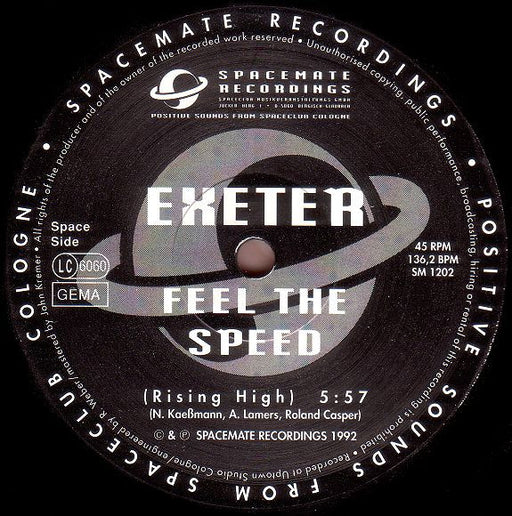 SPACEMATE RECORDINGS • POSITIVE SOUNDS FROM SPACECLUB COLOGNE •
All rights of the producer and of the owner of the recorded work reserved • Unauthorised copying, public performance, broadcasting, hiring or rental of this recording is prohibited • Recorded at Uptown Studio Cologne/engineered by R. Weber/mastered by John Kremer •
SPACEMATE
RECORDINGS
SPACECLUB MUSIKVERANSTALTUNGS GMBH
POSITIVE SOUNDS FROM SPACECLUB COLOGNE
EXETER
Space
Side
LC 6060
GEMA
45 RPM
136,2 BPM
SM 1202
FEEL THE
SPEED
(Rising High) 5:57
(N. Kaeßmann, A. Lamers, Roland Casper)
© & ℗ SPACEMATE RECORDINGS 1992